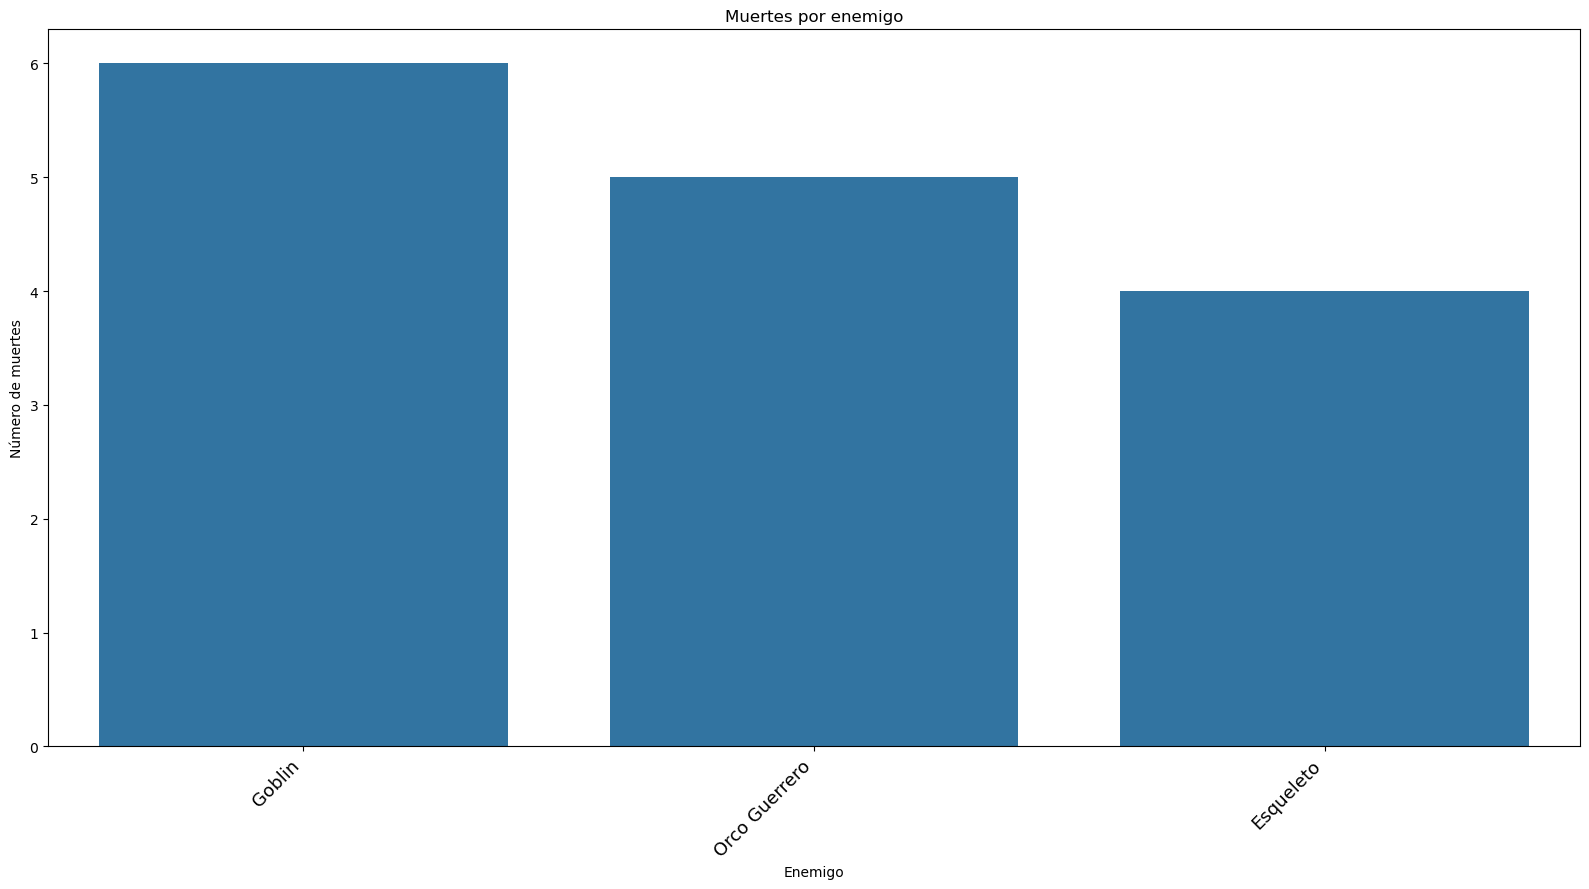 Muertes por enemigo
Número de muertes
6
5
4
3
2
1
0
Goblin
Orco Guerrero
Esqueleto
Enemigo